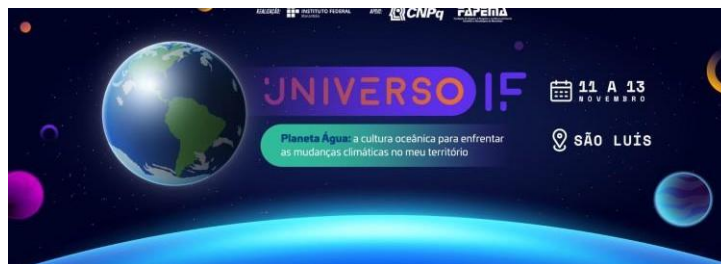 REALIZAÇÃO: INSTITUTO FEDERAL APOIO: CNPq FAPEMA
UNIVERSO IF
11 A 13
NOVEMBRO
Planeta Água: a cultura oceânica para enfrentar
as mudanças climáticas no meu território
SÃO LUÍS